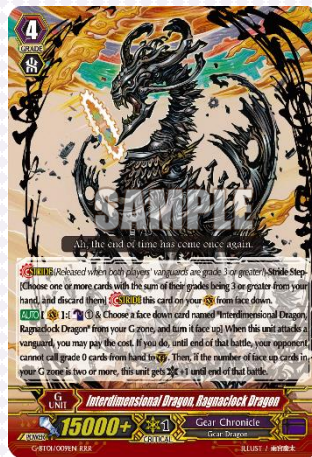 4
GRADE
SAMPLE
Ah, the end of time has come once again.
STRIDE (Released when both players' vanguards are grade 3 or greater!)-Stride Step-
[Choose one or more cards with the sum of their grades being 3 or greater from your
hand, and discard them] STRIDE this card on your from face down.
AUTO 1 1 & Choose a face down card named "Interdimensional Dragon,
Ragnaclock Dragon" from your G zone, and turn it face up] When this unit attacks a
vanguard, you may pay the cost. If you do, until end of that battle, your opponent
cannot call grade 0 cards from hand to . Then, if the number of face up cards in
your G zone is two or more, this unit gets +1 until end of that battle.
G
UNIT
Interdimensional Dragon, Ragnaclock Dragon
POWER
15000+
1
CRITICAL
Gear Chronicle
Gear Dragon
G-BT01/009EN RRR
ILLUST /